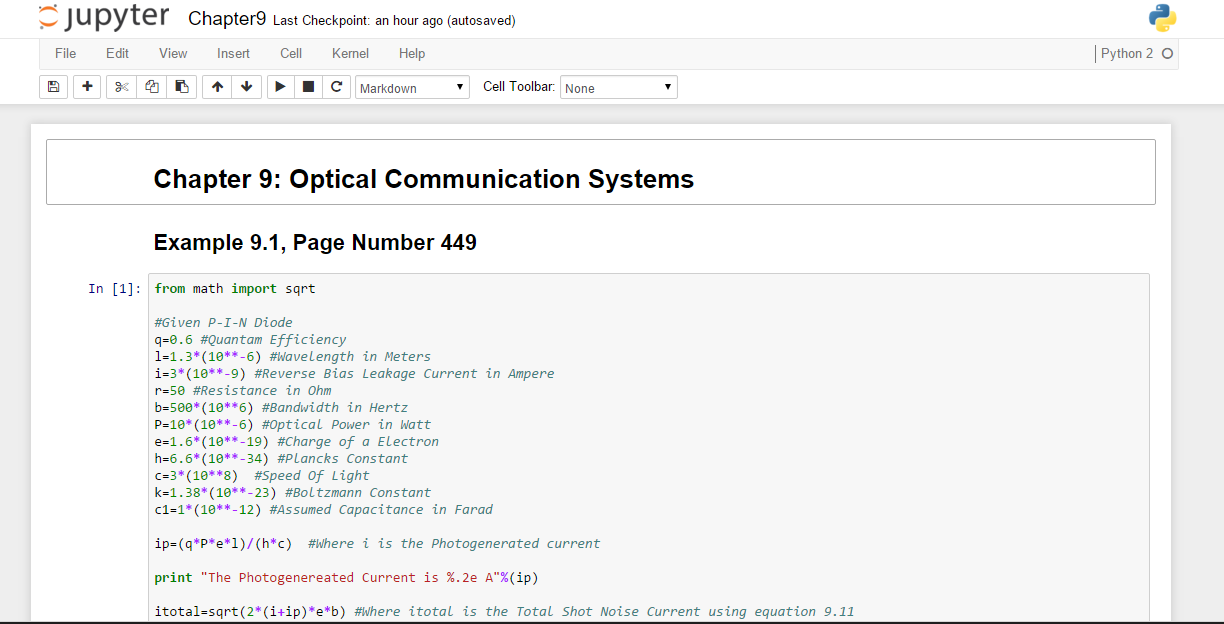 jupyter Chapter9 Last Checkpoint: an hour ago (autosaved)
File Edit View Insert Cell Kernel Help Python 2
Markdown Cell Toolbar: None
Chapter 9: Optical Communication Systems
Example 9.1, Page Number 449
In [1]: from math import sqrt
#Given P-I-N Diode
q=0.6 #Quantam Efficiency
l=1.3*(10**-6) #Wavelength in Meters
i=3*(10**-9) #Reverse Bias Leakage Current in Ampere
r=50 #Resistance in Ohm
b=500*(10**6) #Bandwidth in Hertz
P=10*(10**-6) #Optical Power in Watt
e=1.6*(10**-19) #Charge of a Electron
h=6.6*(10**-34) #Plancks Constant
c=3*(10**8)  #Speed Of Light
k=1.38*(10**-23) #Boltzmann Constant
c1=1*(10**-12) #Assumed Capacitance in Farad
ip=(q*P*e*l)/(h*c)  #Where i is the Photogenerated current
print "The Photogenereated Current is %.2e A"%(ip)
itotal=sqrt(2*(i+ip)*e*b) #Where itotal is the Total Shot Noise Current using equation 9.11